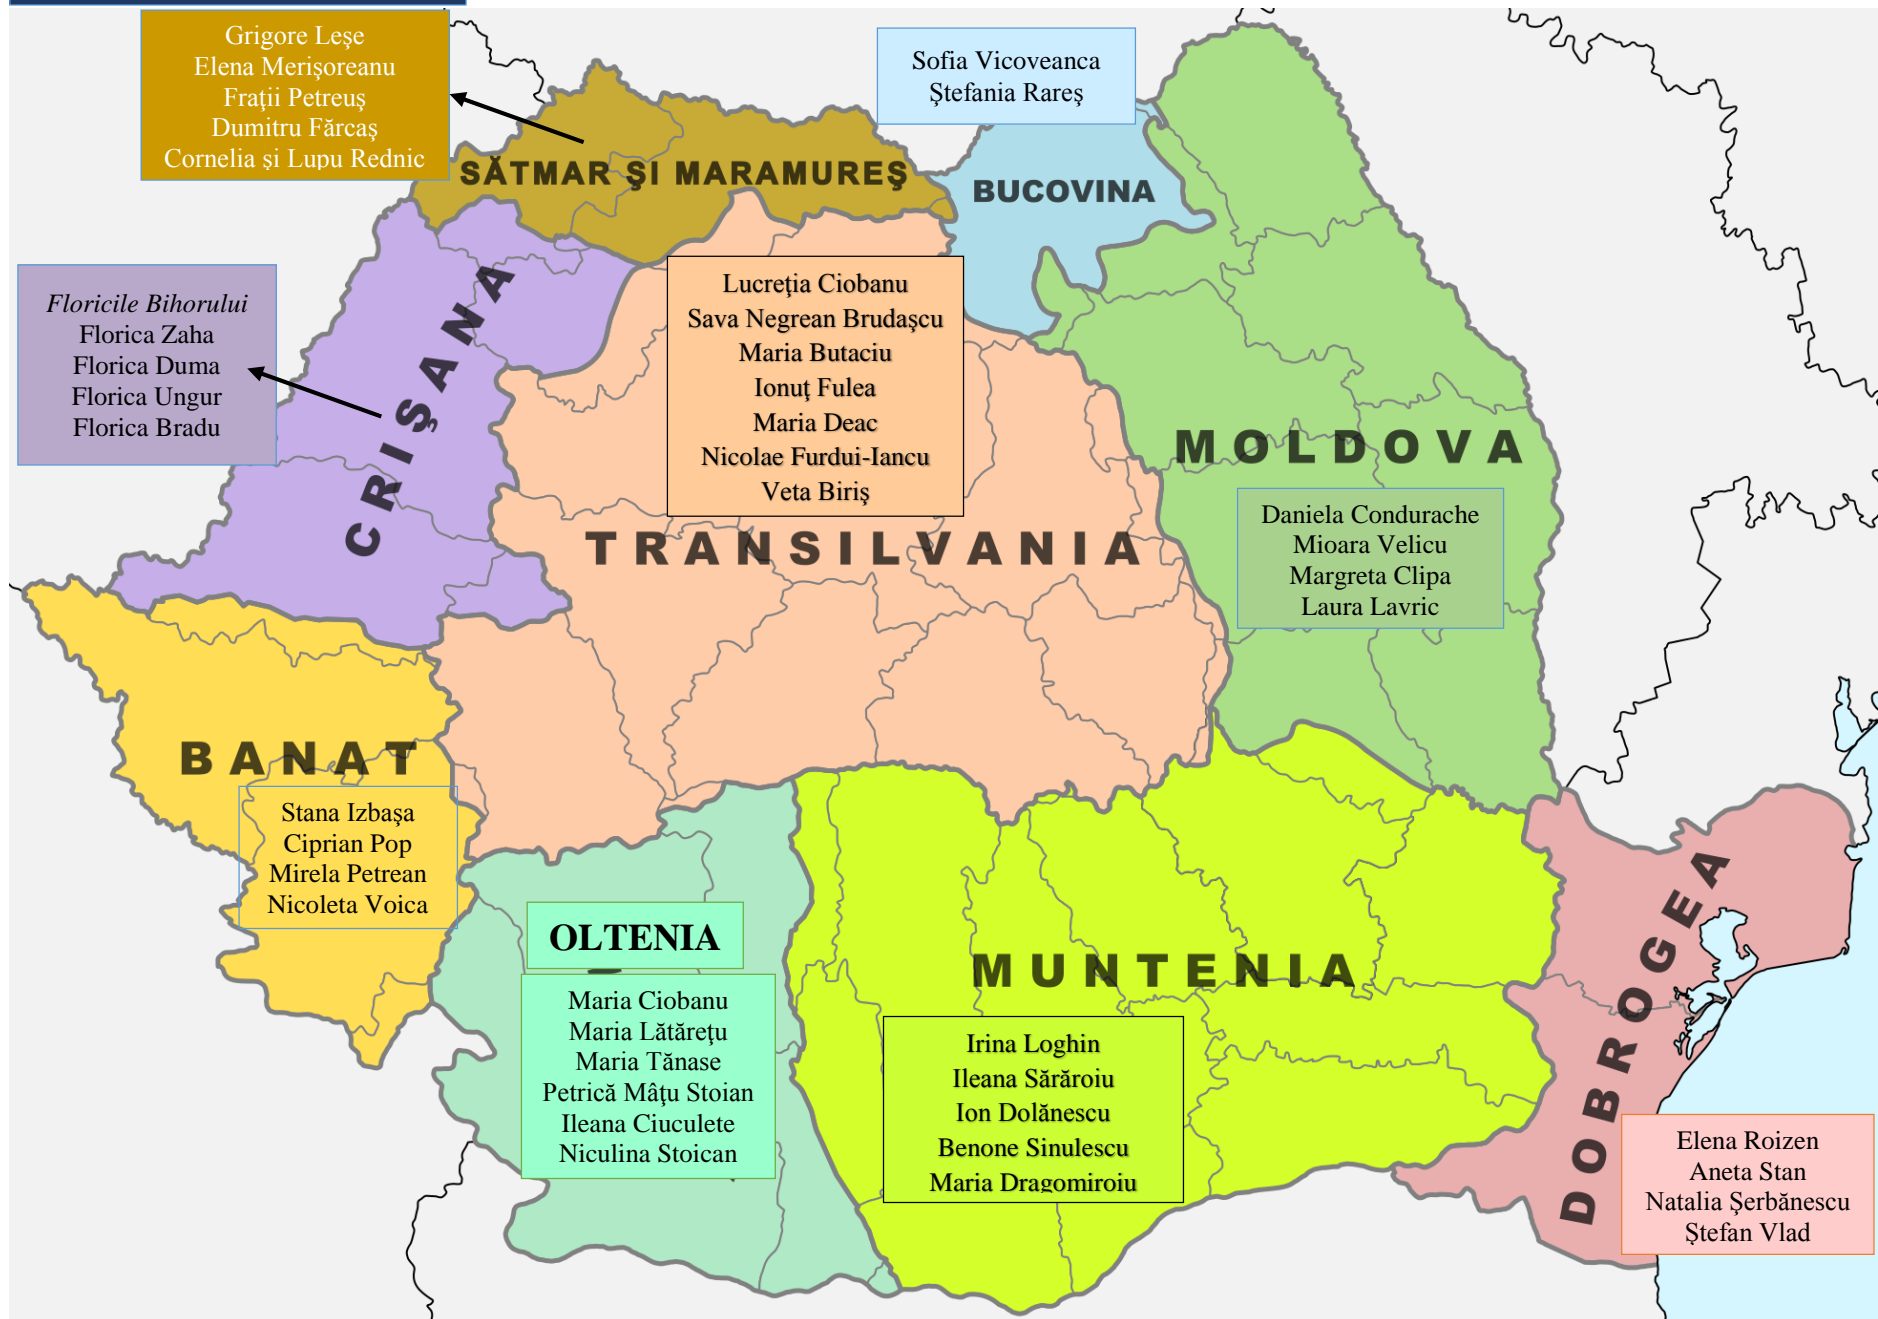 Grigore Leşe
Elena Merişoreanu
Fraţii Petreuş
Dumitru Fărcaş
Cornelia şi Lupu Rednic
Sofia Vicoveanca
Ştefania Rareş
SĂTMAR ŞI MARAMUREŞ
BUCOVINA
Floricile Bihorului
Florica Zaha
Florica Duma
Florica Ungur
Florica Bradu
CRIŞANA
Lucreţia Ciobanu
Sava Negrean Brudaşcu
Maria Butaciu
Ionuţ Fulea
Maria Deac
Nicolae Furdui-Iancu
Veta Biriş
TRANSILVANIA
MOLDOVA
Daniela Condurache
Mioara Velicu
Margreta Clipa
Laura Lavric
BANAT
Stana Izbaşa
Ciprian Pop
Mirela Petrean
Nicoleta Voica
OLTENIA
Maria Ciobanu
Maria Lătăreţu
Maria Tănase
Petrică Mâţu Stoian
Ileana Ciuculete
Niculina Stoican
MUNTENIA
Irina Loghin
Ileana Sărăroiu
Ion Dolănescu
Benone Sinulescu
Maria Dragomiroiu
DOBROGEA
Elena Roizen
Aneta Stan
Natalia Şerbănescu
Ştefan Vlad